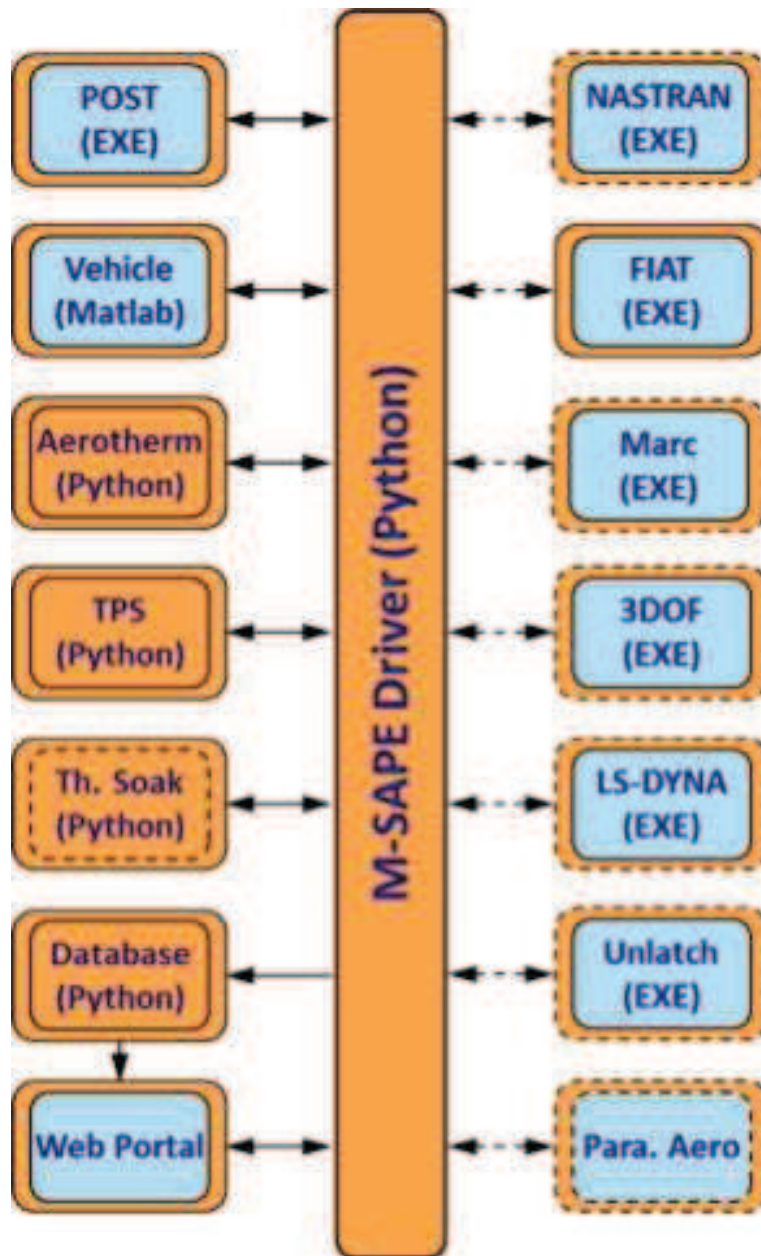 POST
(EXE)
Vehicle
(Matlab)
Aerotherm
(Python)
TPS
(Python)
Th. Soak
(Python)
Database
(Python)
Web Portal
M-SAPE Driver (Python)
NASTRAN
(EXE)
FIAT
(EXE)
Marc
(EXE)
3DOF
(EXE)
LS-DYNA
(EXE)
Unlatch
(EXE)
Para. Aero